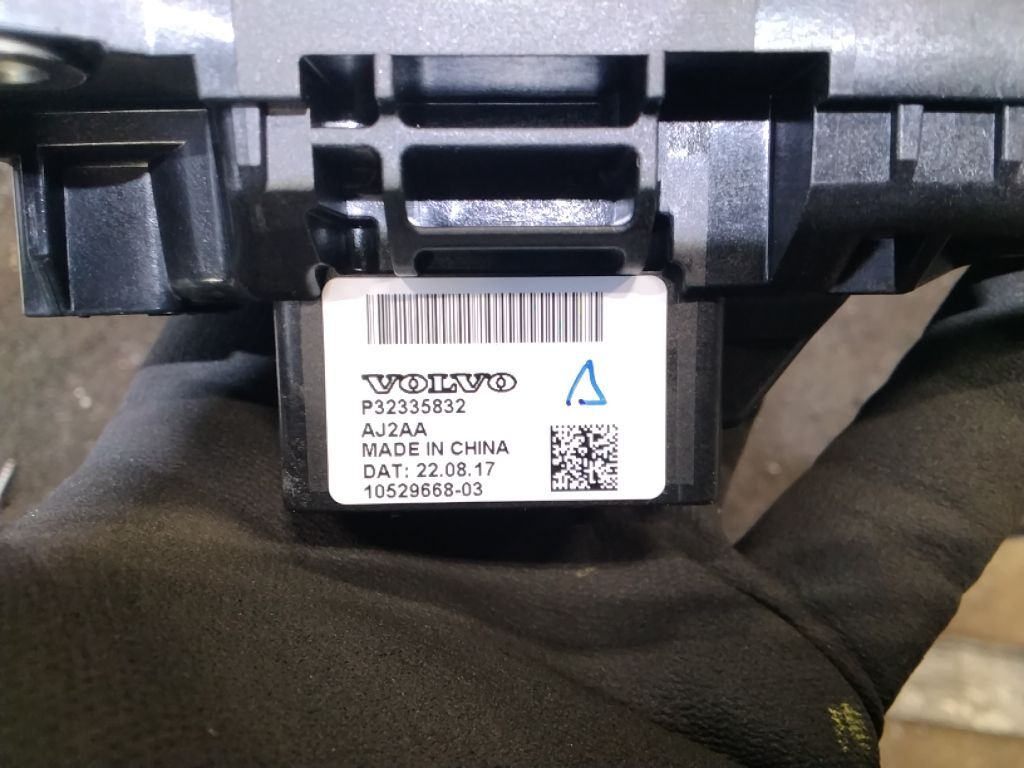 VOLVO
P32335832
AJ2AA
MADE IN CHINA
DAT: 22.08.17
10529668-03